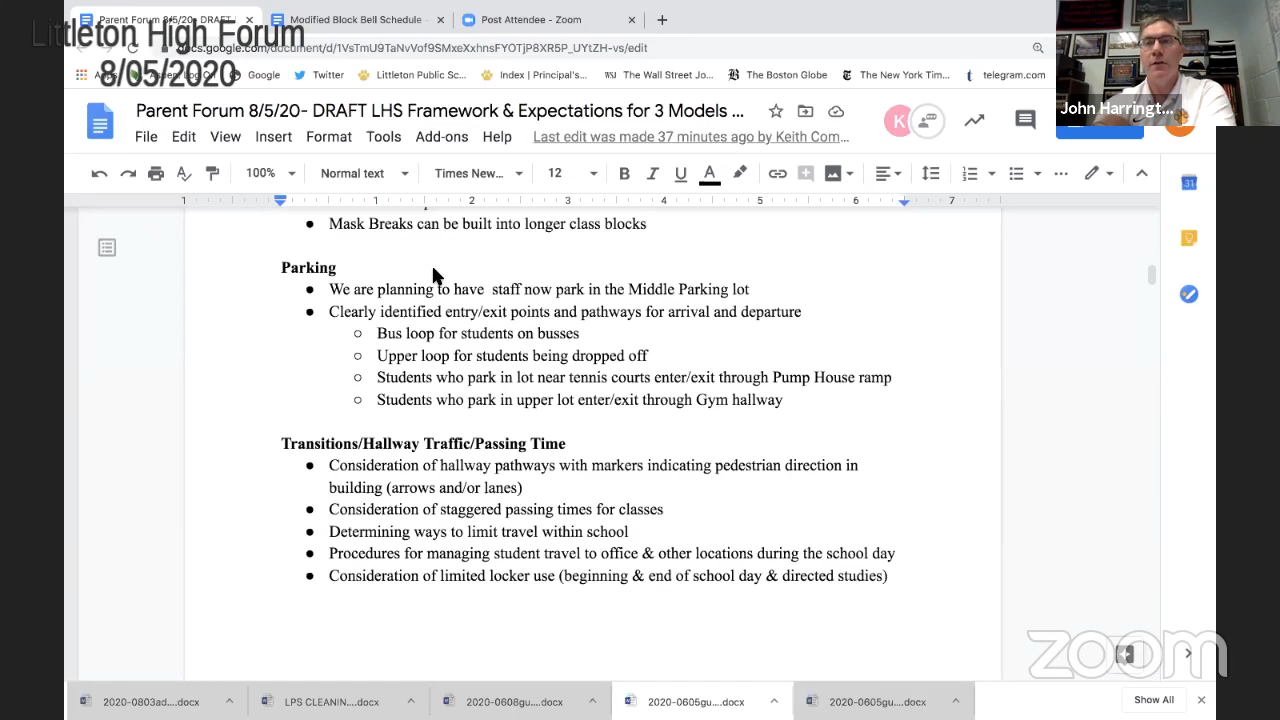 Parent Forum 8/5/20- DRAFT
Modified Block Bell Schedule -
Post Attendee - Zoom
Littleton High Forum
8/05/2020
Google
Twitter
Littleton Public Sc...
The Wall Street Jo...
The Boston Globe
The New York Tim...
telegram.com
Parent Forum 8/5/20- DRAFT LHS Framework & Expectations for 3 Models ...
John Harringt...
File Edit View Insert Format Tools Add-ons Help Last edit was made 37 minutes ago by Keith Com...
K
100% Normal text Times New... 12 B I U A
1 1 2 3 4 5 6 7
31
● Mask Breaks can be built into longer class blocks
Parking
● We are planning to have  staff now park in the Middle Parking lot
● Clearly identified entry/exit points and pathways for arrival and departure
○ Bus loop for students on busses
○ Upper loop for students being dropped off
○ Students who park in lot near tennis courts enter/exit through Pump House ramp
○ Students who park in upper lot enter/exit through Gym hallway
Transitions/Hallway Traffic/Passing Time
● Consideration of hallway pathways with markers indicating pedestrian direction in
building (arrows and/or lanes)
● Consideration of staggered passing times for classes
● Determining ways to limit travel within school
● Procedures for managing student travel to office & other locations during the school day
● Consideration of limited locker use (beginning & end of school day & directed studies)
zoom
2020-0803ad....docx LPS CLEANIN....docx 2020-0608gu....docx 2020-0605gu....docx 2020-0605gu....docx Show All